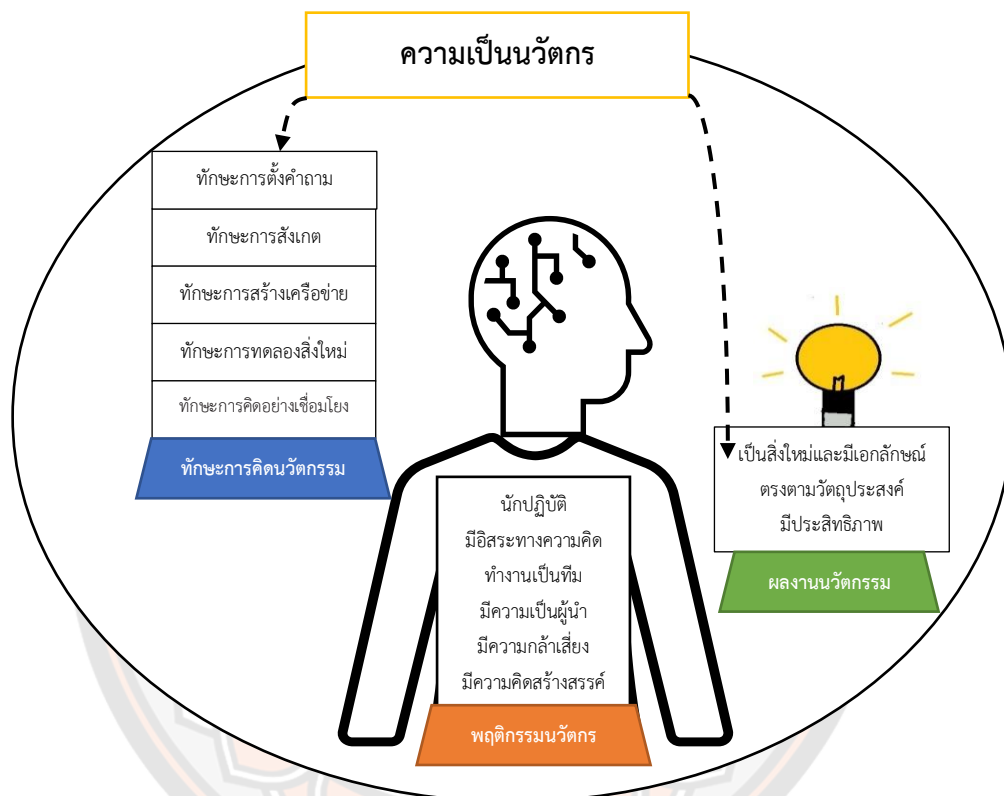 ความเป็นนวัตกร
ทักษะการตั้งคำถาม
ทักษะการสังเกต
ทักษะการสร้างเครือข่าย
ทักษะการทดลองสิ่งใหม่
ทักษะการคิดอย่างเชื่อมโยง
ทักษะการคิดนวัตกรรม
นักปฏิบัติ
มีอิสระทางความคิด
ทำงานเป็นทีม
มีความเป็นผู้นำ
มีความกล้าเสี่ยง
มีความคิดสร้างสรรค์
พฤติกรรมนวัตกร
เป็นสิ่งใหม่และมีเอกลักษณ์
ตรงตามวัตถุประสงค์
มีประสิทธิภาพ
ผลงานนวัตกรรม